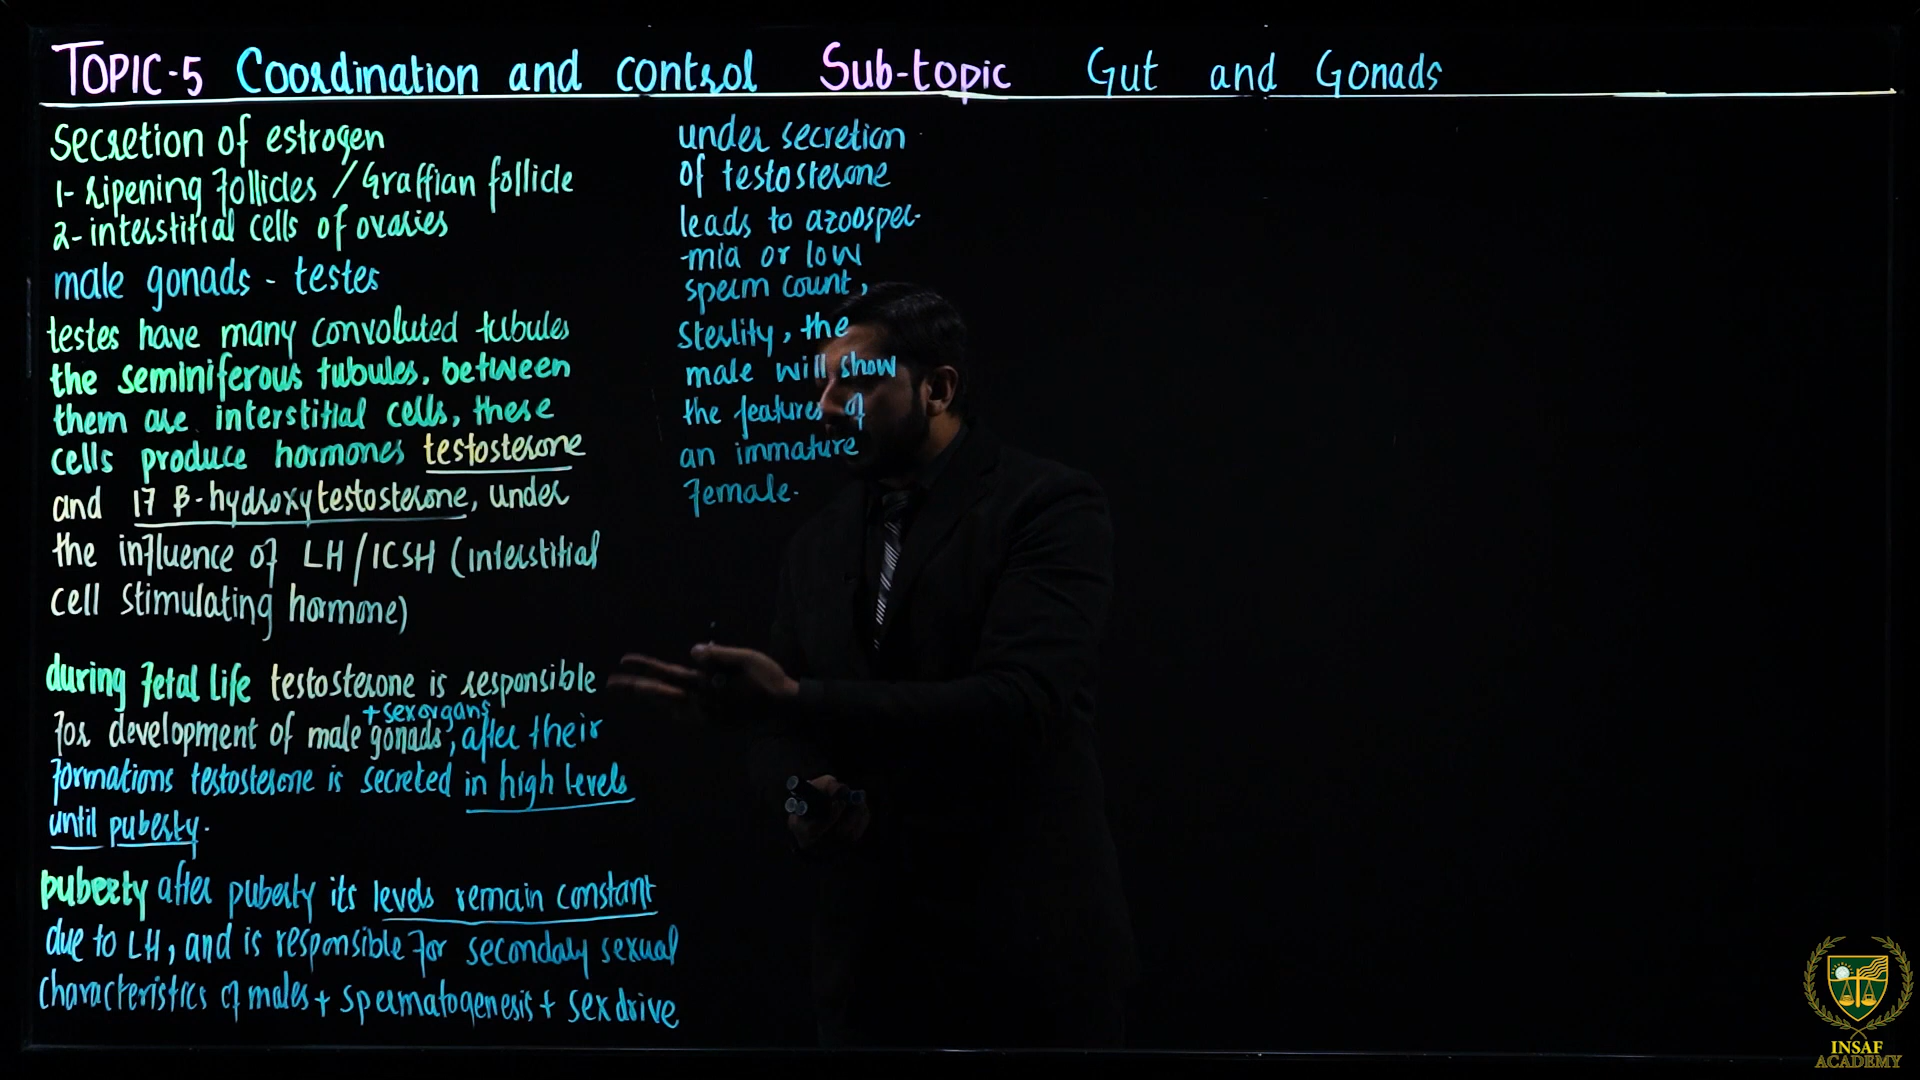 TOPIC-5 Coordination and control Sub-topic Gut and Gonads
Secretion of estrogen
1- ripening follicles / Graffian follicle
2- interstitial cells of ovaries
male gonads - testes
testes have many convoluted tubules
the seminiferous tubules, between
them are interstitial cells, these
cells produce hormones testosterone
and 17 β-hydroxytestosterone, under
the influence of LH/ICSH (interstitial
cell stimulating hormone)
during fetal life testosterone is responsible
+ sex organs
for development of male gonads, after their
formations testosterone is secreted in high levels
until puberty.
puberty after puberty its levels remain constant
due to LH, and is responsible for seconday sexual
characteristics of males + spermatogenesis + sex drive
under secretion
of testosterone
leads to azoosper-
-mia or low
sperm count,
sterlity, the
male will show
the features of
an immature
female.
INSAF
ACADEMY